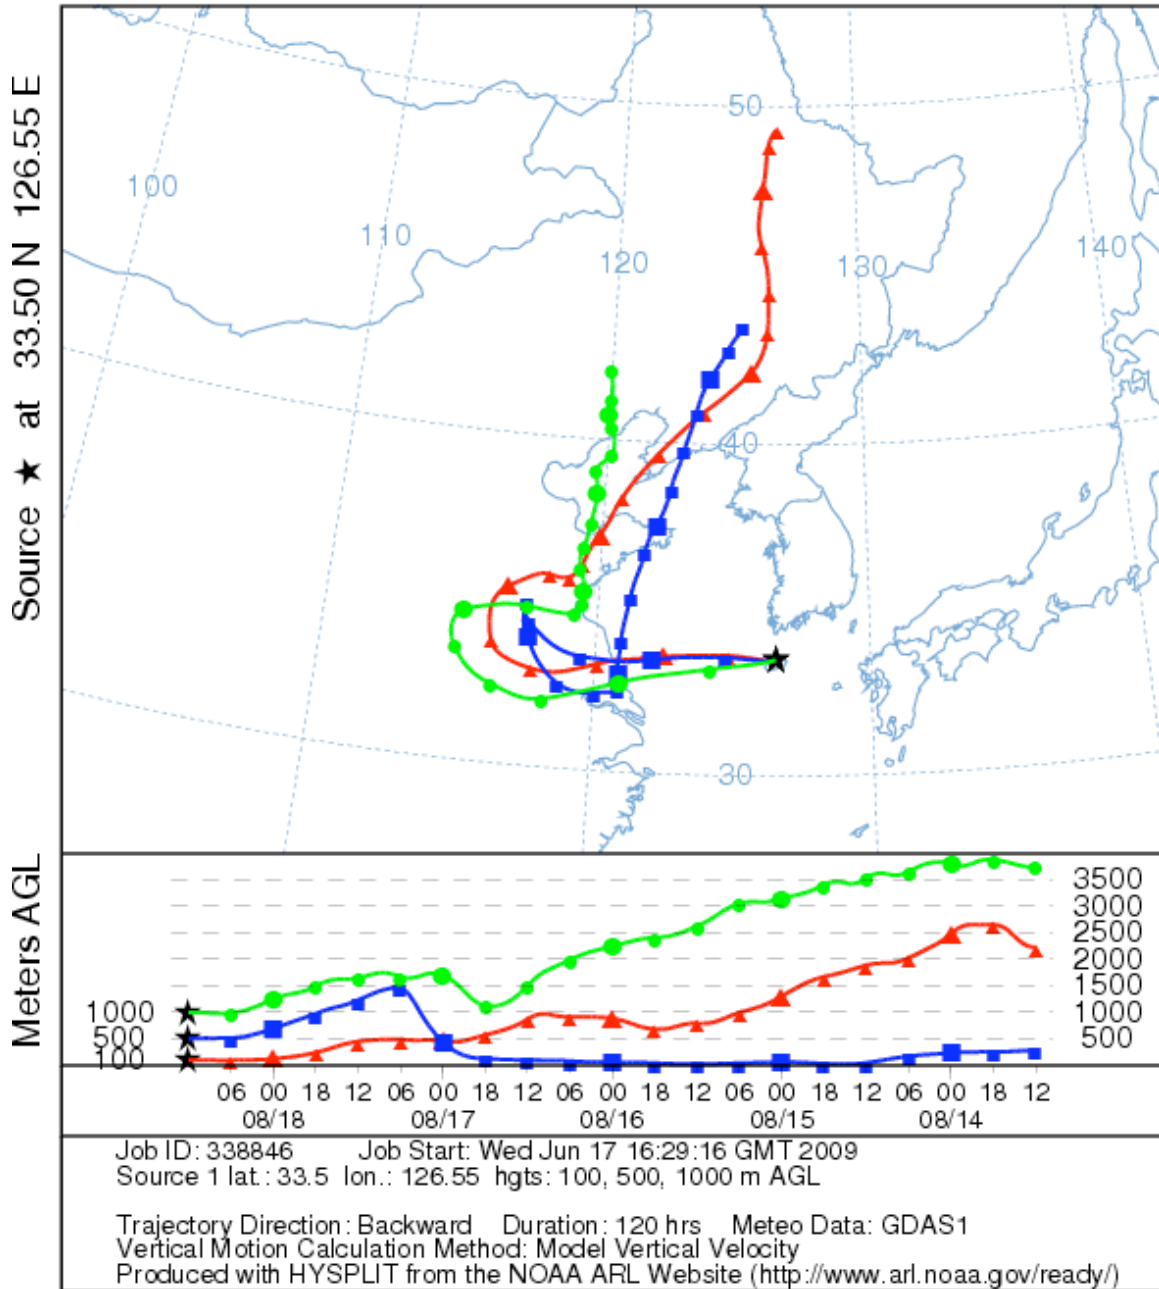 Source ★ at 33.50 N 126.55 E
50
100
110
120
130
140
40
30
Meters AGL
3500
3000
2500
2000
1500
1000
500
1000
500
100
06 00 18 12 06 00 18 12 06 00 18 12 06 00 18 12 06 00 18 12
08/18 08/17 08/16 08/15 08/14
Job ID: 338846 Job Start: Wed Jun 17 16:29:16 GMT 2009
Source 1 lat.: 33.5 lon.: 126.55 hgts: 100, 500, 1000 m AGL
Trajectory Direction: Backward Duration: 120 hrs Meteo Data: GDAS1
Vertical Motion Calculation Method: Model Vertical Velocity
Produced with HYSPLIT from the NOAA ARL Website (http://www.arl.noaa.gov/ready/)